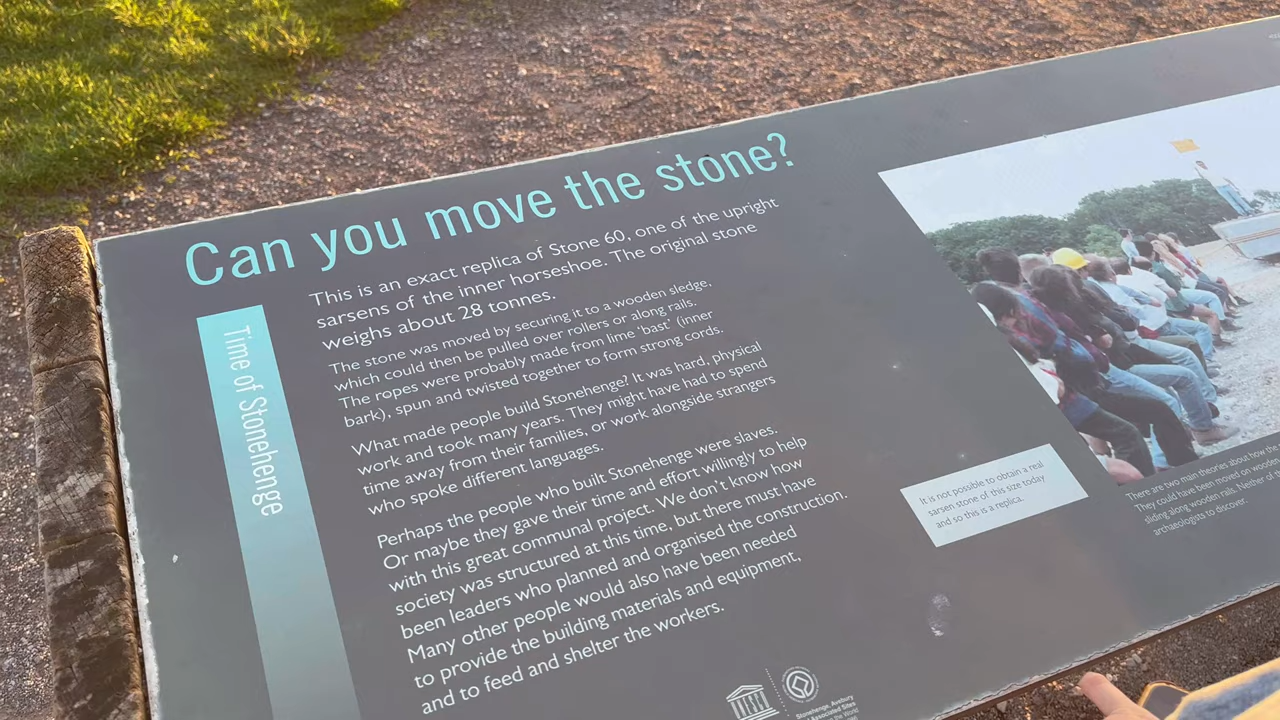 Can you move the stone?
Time of Stonehenge
This is an exact replica of Stone 60, one of the upright
sarsens of the inner horseshoe. The original stone
weighs about 28 tonnes.
The stone was moved by securing it to a wooden sledge,
which could then be pulled over rollers or along rails.
The ropes were probably made from lime ‘bast’ (inner
bark), spun and twisted together to form strong cords.
What made people build Stonehenge? It was hard, physical
work and took many years. They might have had to spend
time away from their families, or work alongside strangers
who spoke different languages.
Perhaps the people who built Stonehenge were slaves.
Or maybe they gave their time and effort willingly to help
with this great communal project. We don’t know how
society was structured at this time, but there must have
been leaders who planned and organised the construction.
Many other people would also have been needed
to provide the building materials and equipment,
and to feed and shelter the workers.
It is not possible to obtain a real
sarsen stone of this size today
and so this is a replica.
There are two main theories about how the
They could have been moved on wooden
sliding along wooden rails. Neither of
archaeologists to discover.
Stonehenge, Avebury
Associated Sites
on the World